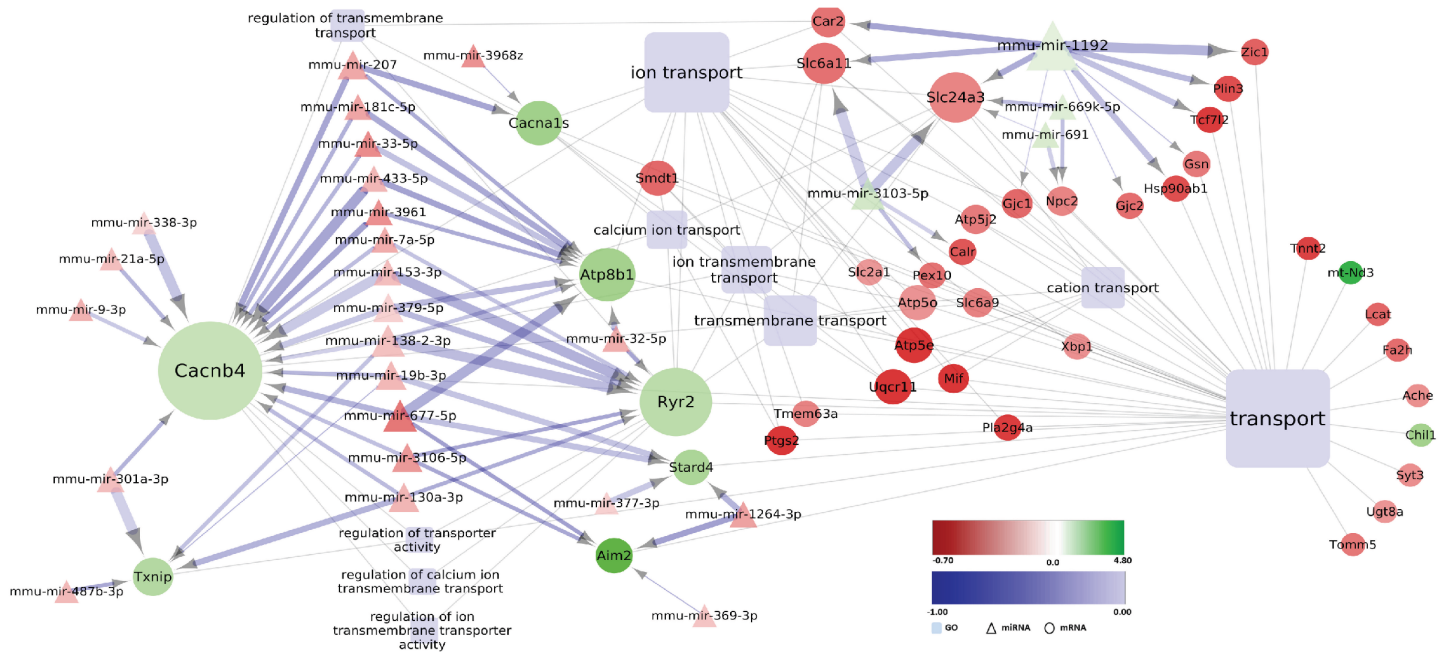 regulation of transmembrane
transport
mmu-mir-207
mmu-mir-3968z
mmu-mir-181c-5p
mmu-mir-33-5p
mmu-mir-433-5p
mmu-mir-3961
mmu-mir-7a-5p
mmu-mir-153-3p
mmu-mir-379-5p
mmu-mir-138-2-3p
mmu-mir-19b-3p
mmu-mir-677-5p
mmu-mir-3106-5p
mmu-mir-130a-3p
mmu-mir-338-3p
mmu-mir-21a-5p
mmu-mir-9-3p
Cacnb4
mmu-mir-301a-3p
Txnip
mmu-mir-487b-3p
regulation of transporter
activity
regulation of calcium ion
transmembrane transport
regulation of ion
transmembrane transporter
activity
Cacna1s
Atp8b1
mmu-mir-32-5p
Ryr2
Stard4
mmu-mir-377-3p
mmu-mir-1264-3p
Aim2
mmu-mir-369-3p
ion transport
Smdt1
calcium ion transport
ion transmembrane
transport
transmembrane transport
cation transport
Car2
Slc6a11
Slc24a3
mmu-mir-1192
mmu-mir-669k-5p
mmu-mir-691
mmu-mir-3103-5p
Zic1
Plin3
Tcf7l2
Gsn
Hsp90ab1
Gjc2
Npc2
Gjc1
Atp5j2
Calr
Pex10
Slc2a1
Atp5o
Slc6a9
Atp5e
Xbp1
Uqcr11
Mif
Tmem63a
Ptgs2
Pla2g4a
transport
Tnnt2
mt-Nd3
Lcat
Fa2h
Ache
Chil1
Syt3
Ugt8a
Tomm5
-0.70
0.0
4.80
-1.00
0.00
GO
miRNA
mRNA